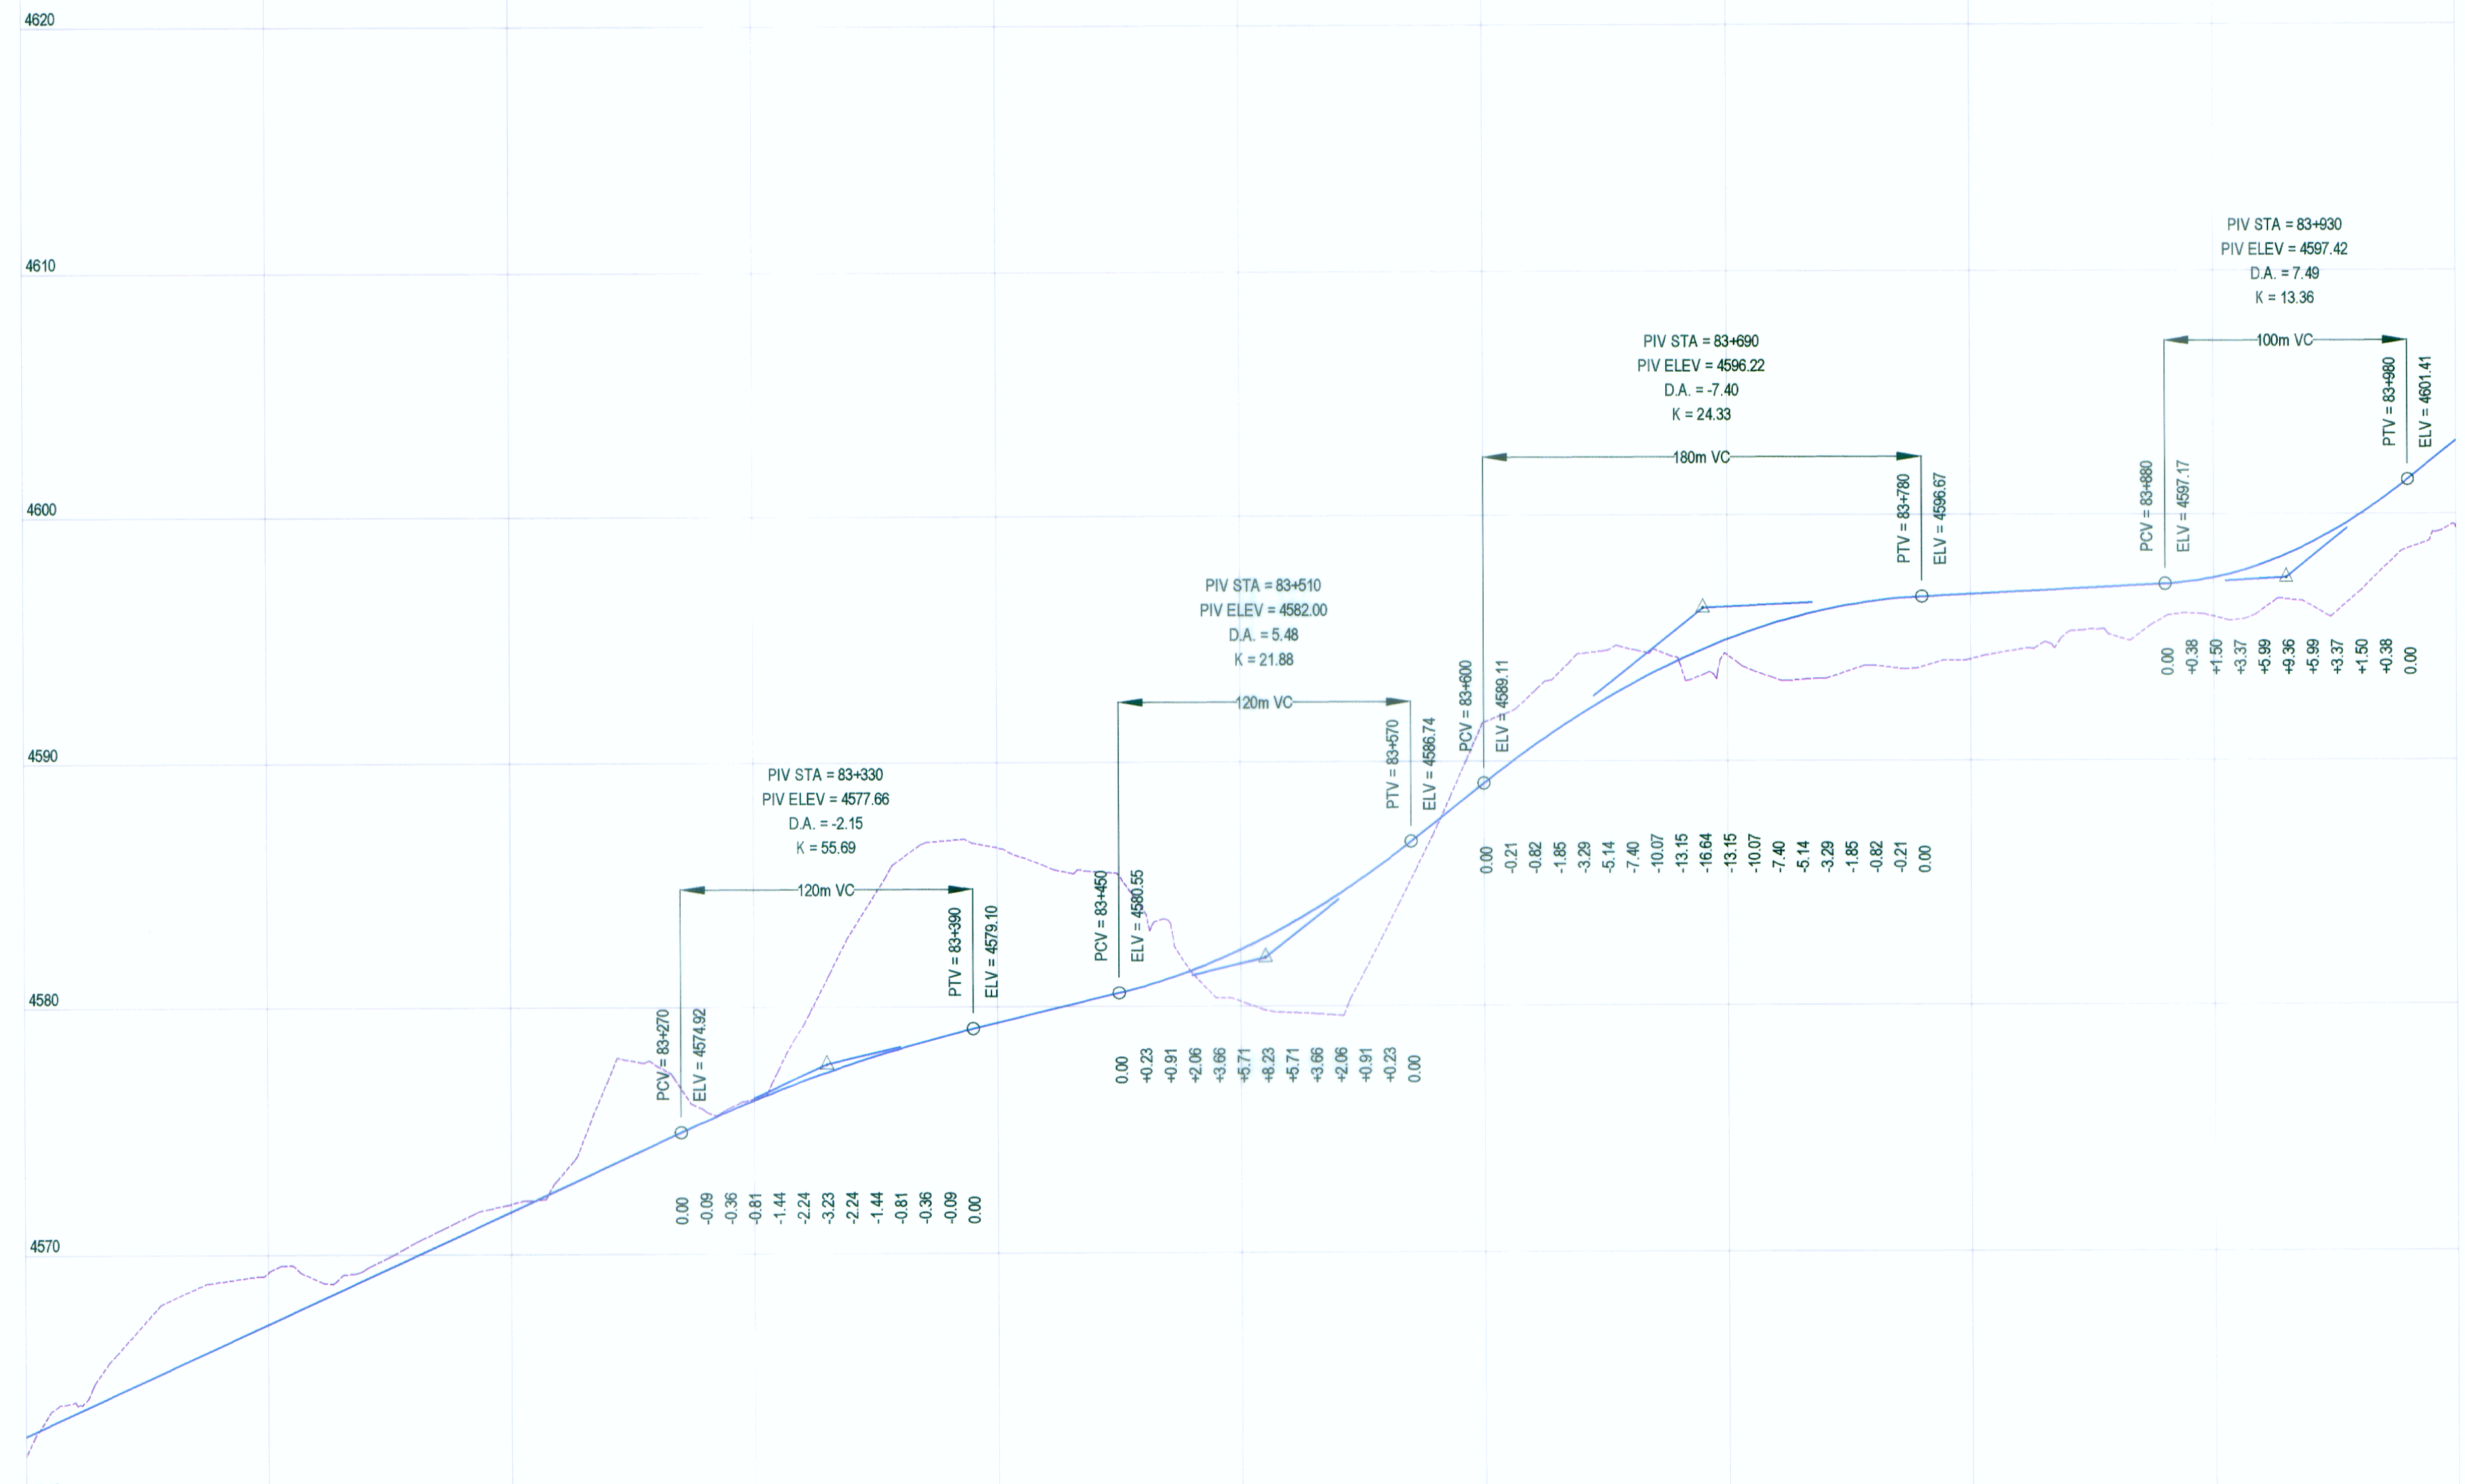 4620
4610
4600
4590
4580
4570
PIV STA = 83+330
PIV ELEV = 4577.66
D.A. = -2.15
K = 55.69
120m VC
PCV = 83+270
ELV = 4574.92
PTV = 83+390
ELV = 4579.10
0.00
-0.09
-0.36
-0.81
-1.44
-2.24
-3.23
-2.24
-1.44
-0.81
-0.36
-0.09
0.00
PIV STA = 83+510
PIV ELEV = 4582.00
D.A. = 5.48
K = 21.88
120m VC
PCV = 83+450
ELV = 4580.55
PTV = 83+570
ELV = 4586.74
0.00
+0.23
+0.91
+2.06
+3.66
+5.71
+8.23
+5.71
+3.66
+2.06
+0.91
+0.23
0.00
PIV STA = 83+690
PIV ELEV = 4596.22
D.A. = -7.40
K = 24.33
180m VC
PCV = 83+600
ELV = 4589.11
PTV = 83+780
ELV = 4596.67
0.00
-0.21
-0.82
-1.85
-3.29
-5.14
-7.40
-10.07
-13.15
-16.64
-13.15
-10.07
-7.40
-5.14
-3.29
-1.85
-0.82
-0.21
0.00
PIV STA = 83+930
PIV ELEV = 4597.42
D.A. = 7.49
K = 13.36
100m VC
PCV = 83+880
ELV = 4597.17
PTV = 83+980
ELV = 4601.41
0.00
+0.38
+1.50
+3.37
+5.99
+9.36
+5.99
+3.37
+1.50
+0.38
0.00